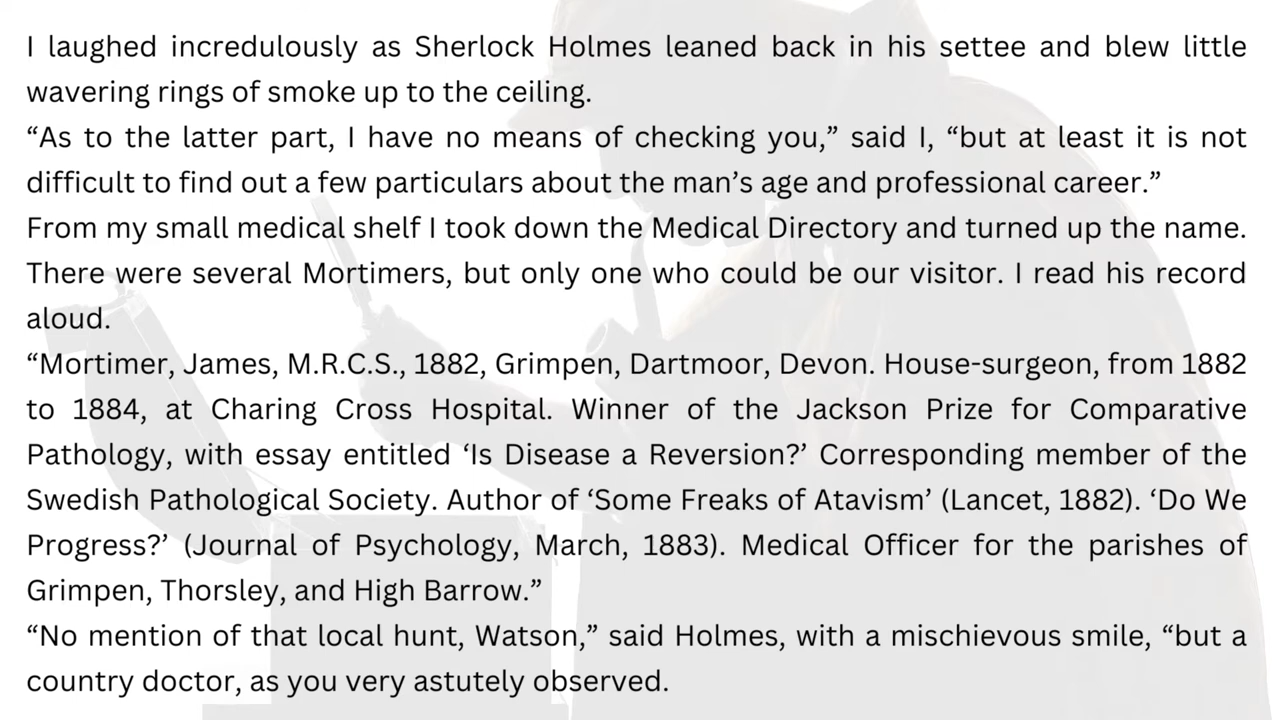 I laughed incredulously as Sherlock Holmes leaned back in his settee and blew little
wavering rings of smoke up to the ceiling.
“As to the latter part, I have no means of checking you,” said I, “but at least it is not
difficult to find out a few particulars about the man’s age and professional career.”
From my small medical shelf I took down the Medical Directory and turned up the name.
There were several Mortimers, but only one who could be our visitor. I read his record
aloud.
“Mortimer, James, M.R.C.S., 1882, Grimpen, Dartmoor, Devon. House-surgeon, from 1882
to 1884, at Charing Cross Hospital. Winner of the Jackson Prize for Comparative
Pathology, with essay entitled ‘Is Disease a Reversion?’ Corresponding member of the
Swedish Pathological Society. Author of ‘Some Freaks of Atavism’ (Lancet, 1882). ‘Do We
Progress?’ (Journal of Psychology, March, 1883). Medical Officer for the parishes of
Grimpen, Thorsley, and High Barrow.”
“No mention of that local hunt, Watson,” said Holmes, with a mischievous smile, “but a
country doctor, as you very astutely observed.